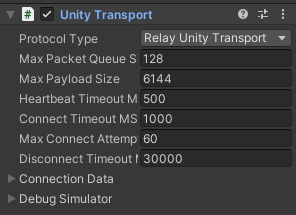 Unity Transport
Protocol Type Relay Unity Transport
Max Packet Queue S 128
Max Payload Size 6144
Heartbeat Timeout M 500
Connect Timeout MS 1000
Max Connect Attemp 60
Disconnect Timeout M 30000
Connection Data
Debug Simulator